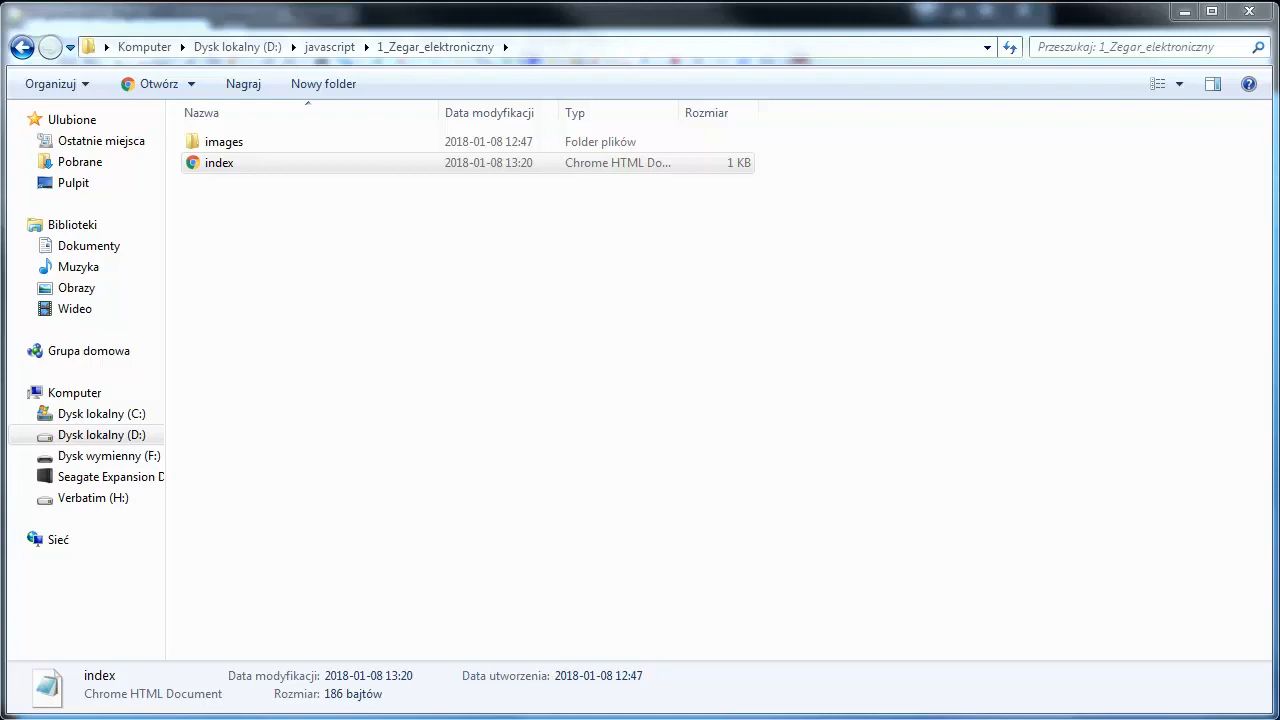 Komputer Dysk lokalny (D:) javascript 1_Zegar_elektroniczny
Przeszukaj: 1_Zegar_elektroniczny
Organizuj Otwórz Nagraj Nowy folder
Nazwa Data modyfikacji Typ Rozmiar
images 2018-01-08 12:47 Folder plików
index 2018-01-08 13:20 Chrome HTML Do... 1 KB
Ulubione
Ostatnie miejsca
Pobrane
Pulpit
Biblioteki
Dokumenty
Muzyka
Obrazy
Wideo
Grupa domowa
Komputer
Dysk lokalny (C:)
Dysk lokalny (D:)
Dysk wymienny (F:)
Seagate Expansion D
Verbatim (H:)
Sieć
index Data modyfikacji: 2018-01-08 13:20 Data utworzenia: 2018-01-08 12:47
Chrome HTML Document Rozmiar: 186 bajtów